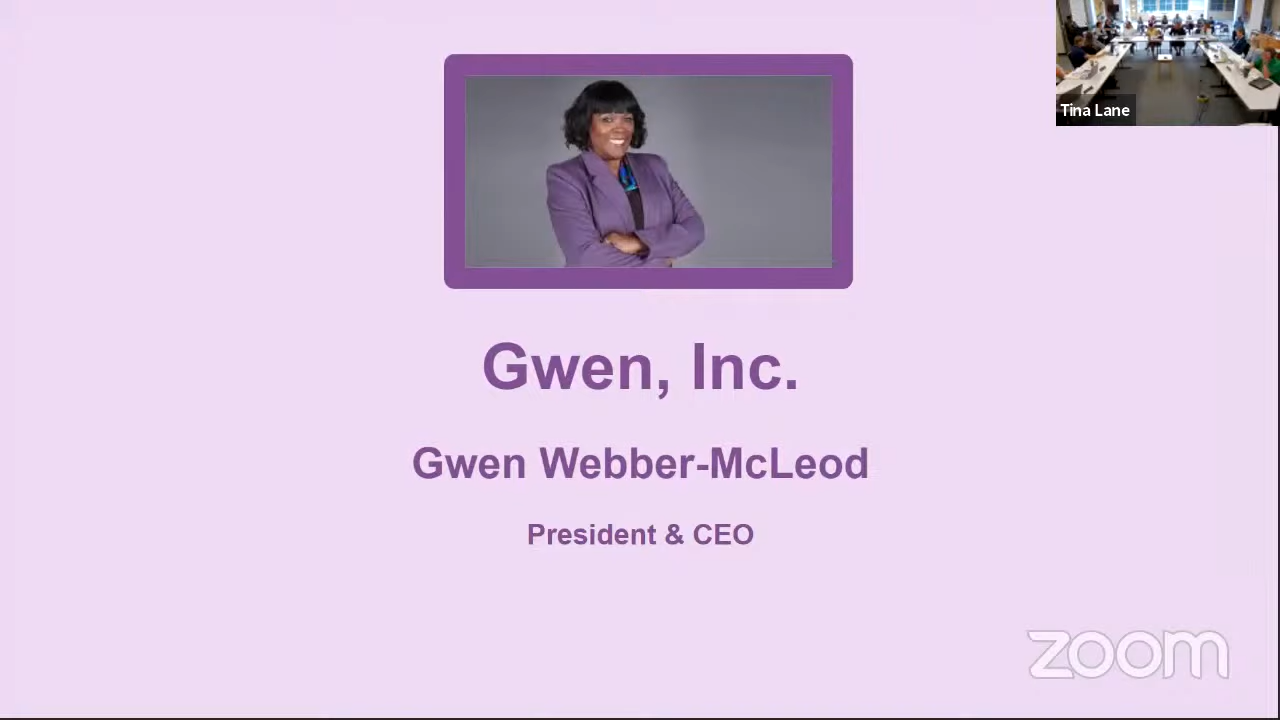 Tina Lane
Gwen, Inc.
Gwen Webber-McLeod
President & CEO
zoom